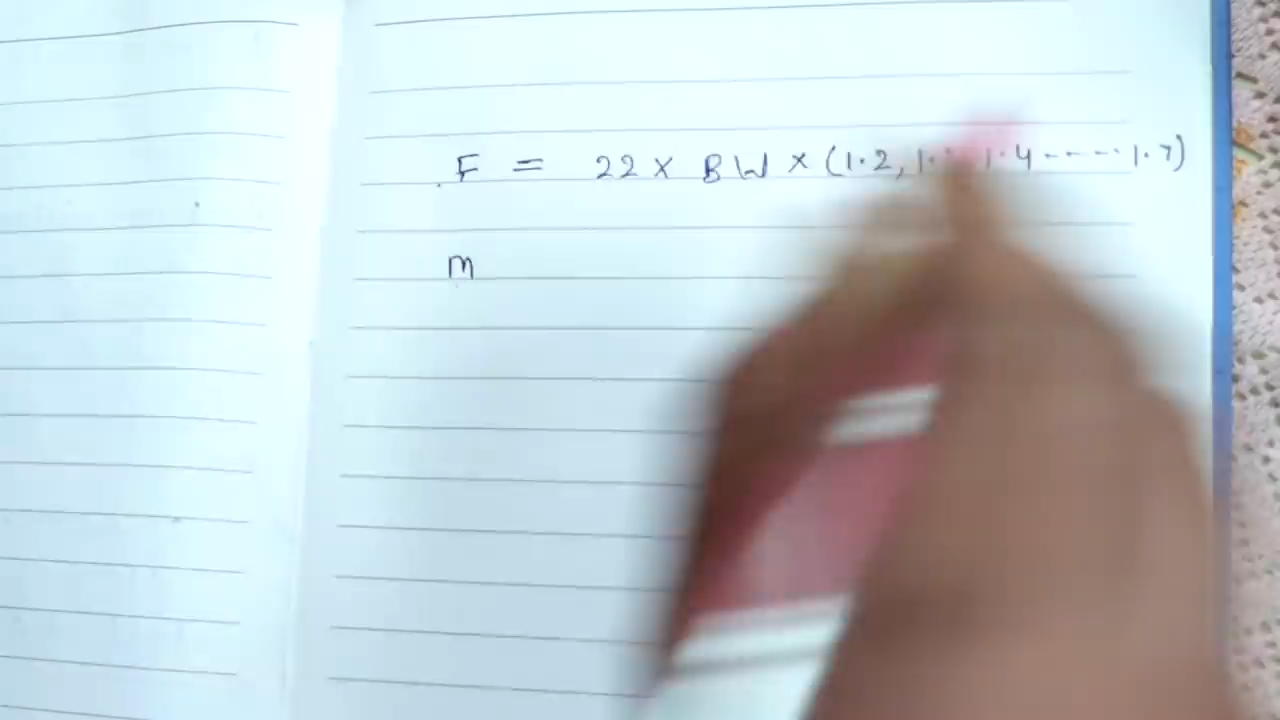 F = 22 x BW x (1.2, 1.4 ---- 1.7)
m